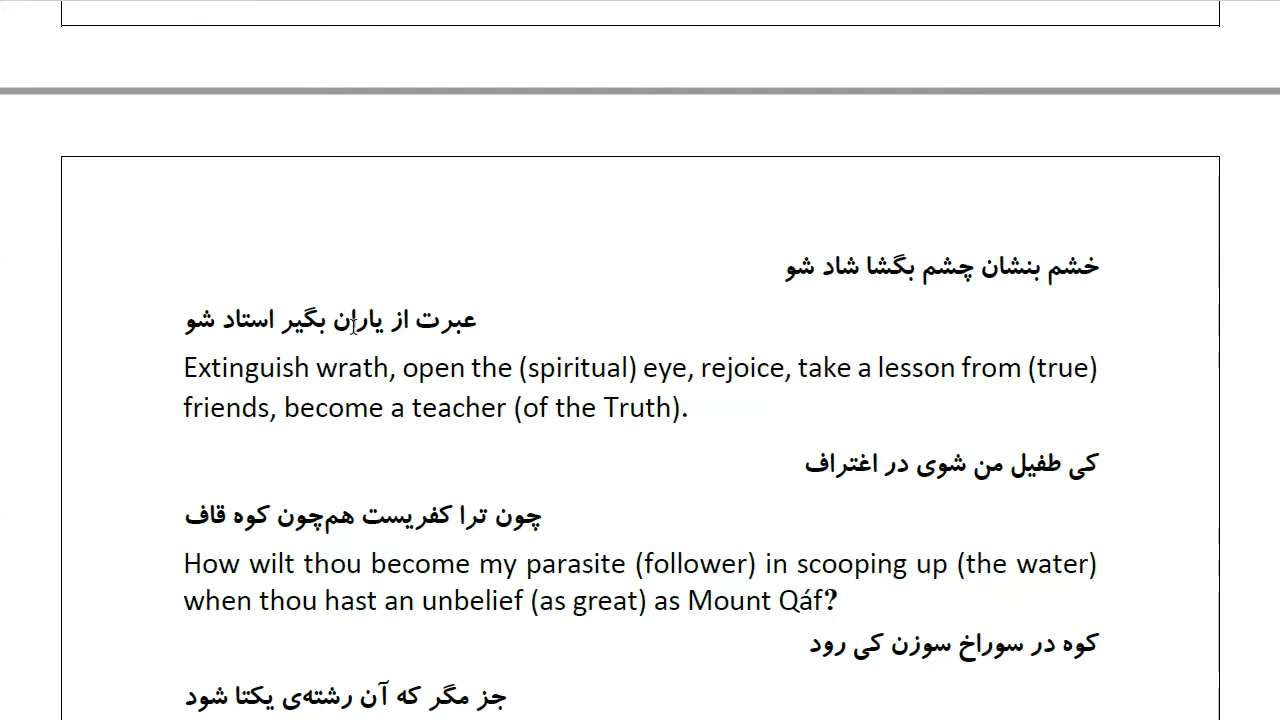 خشم بنشان چشم بگشا شاد شو
عبرت از یاران بگیر استاد شو
Extinguish wrath, open the (spiritual) eye, rejoice, take a lesson from (true)
friends, become a teacher (of the Truth).
کی طفیل من شوی در اغتراف
چون ترا کفریست هم‌چون کوه قاف
How wilt thou become my parasite (follower) in scooping up (the water)
when thou hast an unbelief (as great) as Mount Qáf?
کوه در سوراخ سوزن کی رود
جز مگر که آن رشته‌ی یکتا شود